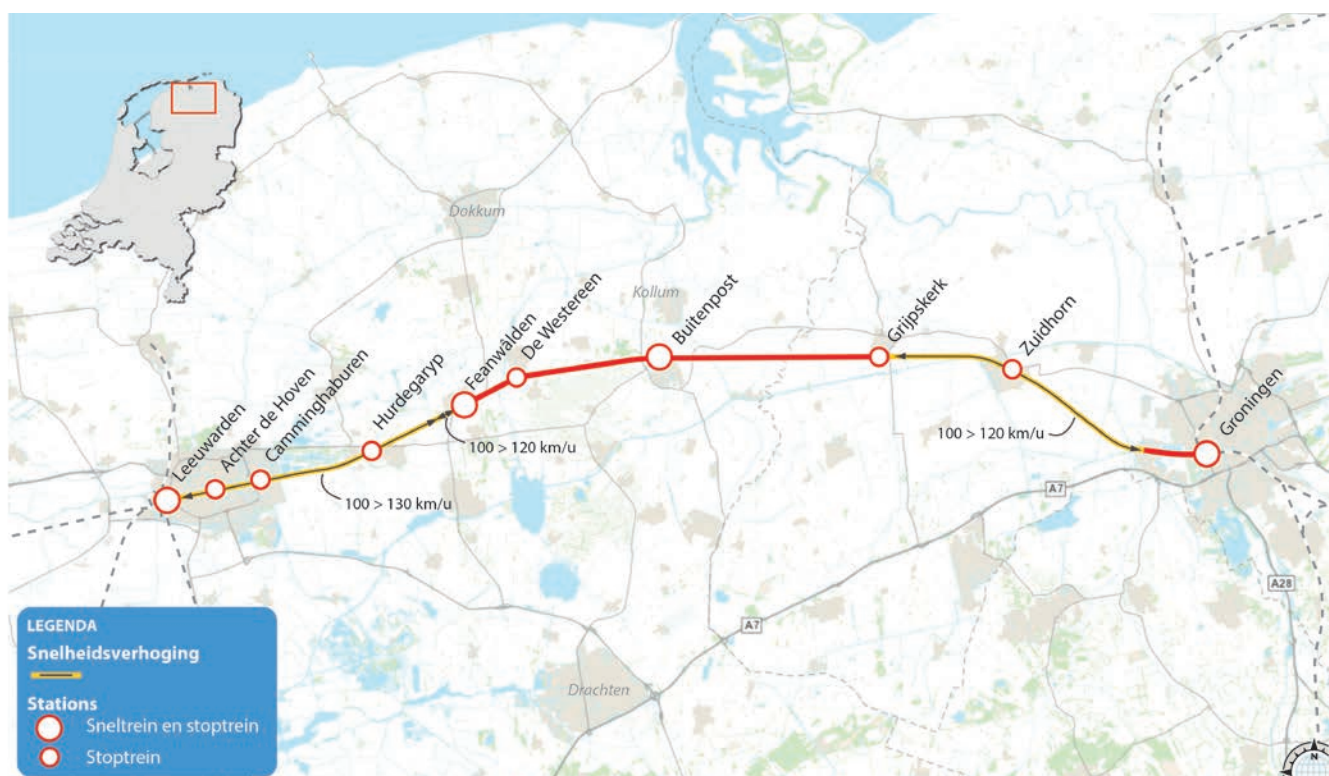 Dokkum
Kollum
Leeuwarden
Achter de Hoven
Camminghaburen
Hurdegaryp
Feanwâlden
De Westereen
Buitenpost
Grijpskerk
Zuidhorn
Groningen
100 > 120 km/u
100 > 130 km/u
100 > 120 km/u
A7
A7
A28
Drachten
LEGENDA
Snelheidsverhoging
Stations
Sneltrein en stoptrein
Stoptrein
N